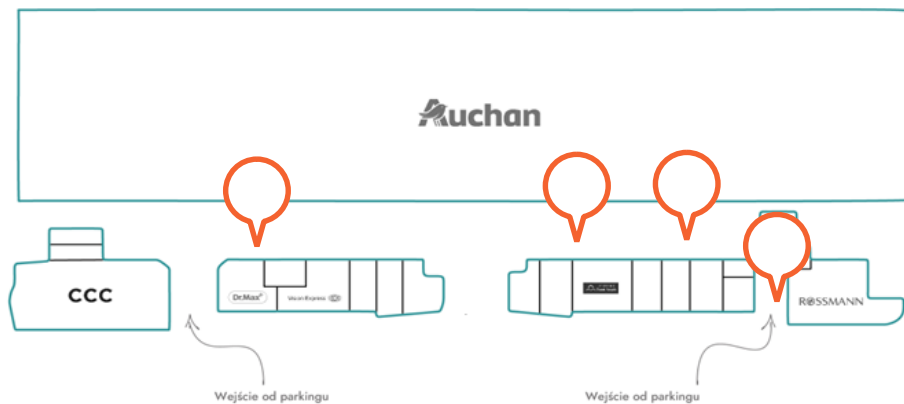 Auchan
CCC
Dr.Max+
Vision Express
ROSSMANN
Wejście od parkingu
Wejście od parkingu